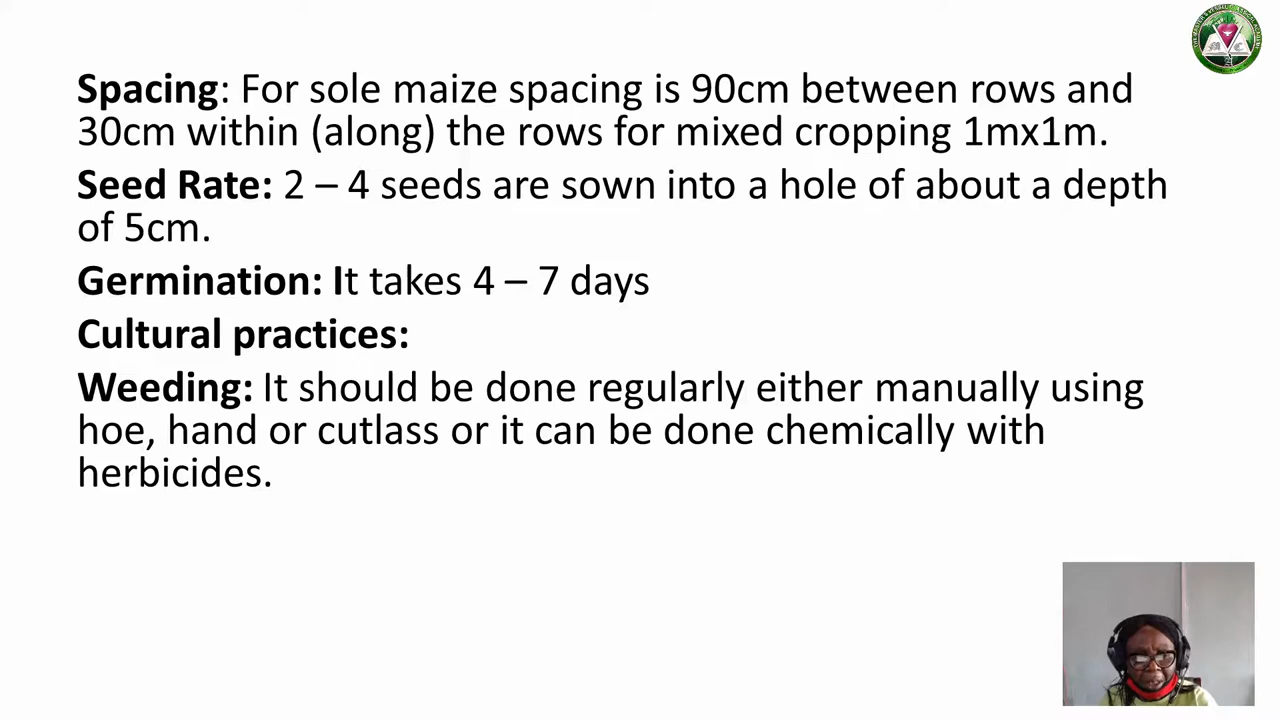 Spacing: For sole maize spacing is 90cm between rows and
30cm within (along) the rows for mixed cropping 1mx1m.
Seed Rate: 2 – 4 seeds are sown into a hole of about a depth
of 5cm.
Germination: It takes 4 – 7 days
Cultural practices:
Weeding: It should be done regularly either manually using
hoe, hand or cutlass or it can be done chemically with
herbicides.